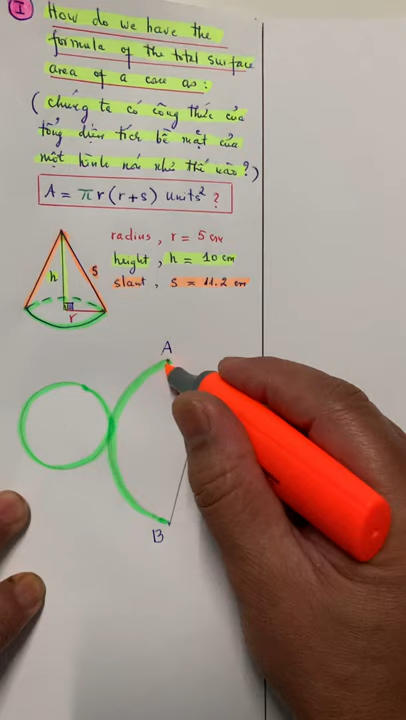 I How do we have the
formula of the total surface
area of a cone as:
(chúng ta có công thức của
tổng diện tích bề mặt của
một hình nón như thế nào?)
A = πr(r+s) units² ?
radius, r = 5 cm
height, h = 10 cm
slant, s = 11.2 cm
h s
r
A
B